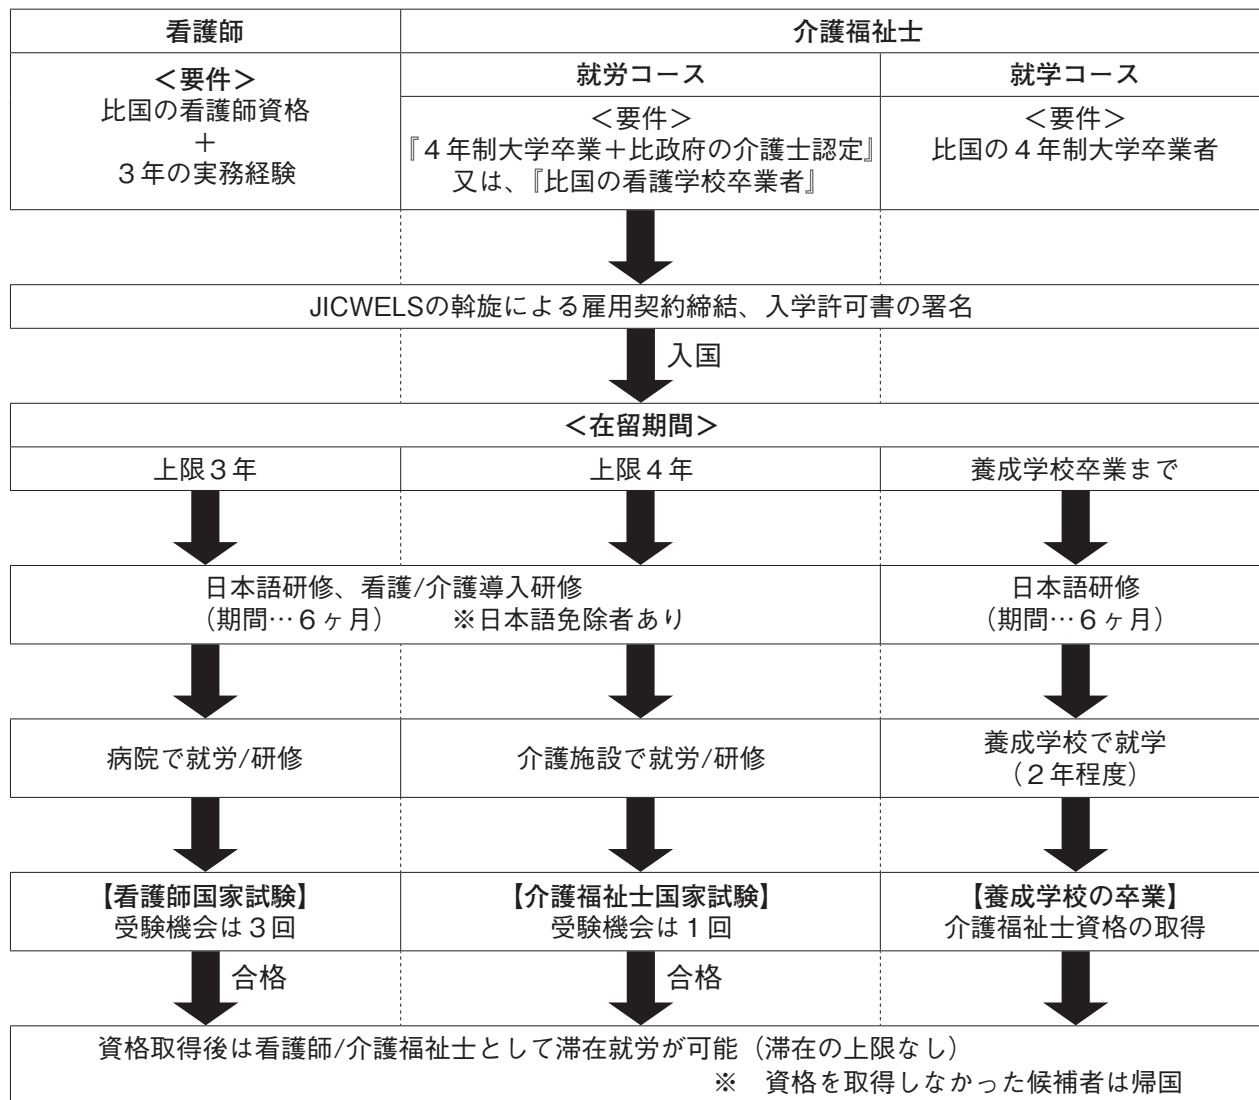 看護師
介護福祉士
＜要件＞
比国の看護師資格
＋
３年の実務経験
就労コース
就学コース
＜要件＞
『４年制大学卒業＋比政府の介護士認定』
又は、『比国の看護学校卒業者』
＜要件＞
比国の４年制大学卒業者
JICWELSの斡旋による雇用契約締結、入学許可書の署名
入国
＜在留期間＞
上限３年
上限４年
養成学校卒業まで
日本語研修、看護/介護導入研修
（期間…６ヶ月）　※日本語免除者あり
日本語研修
（期間…６ヶ月）
病院で就労/研修
介護施設で就労/研修
養成学校で就学
（２年程度）
【看護師国家試験】
受験機会は３回
【介護福祉士国家試験】
受験機会は１回
【養成学校の卒業】
介護福祉士資格の取得
合格
合格
資格取得後は看護師/介護福祉士として滞在就労が可能（滞在の上限なし）
※　資格を取得しなかった候補者は帰国